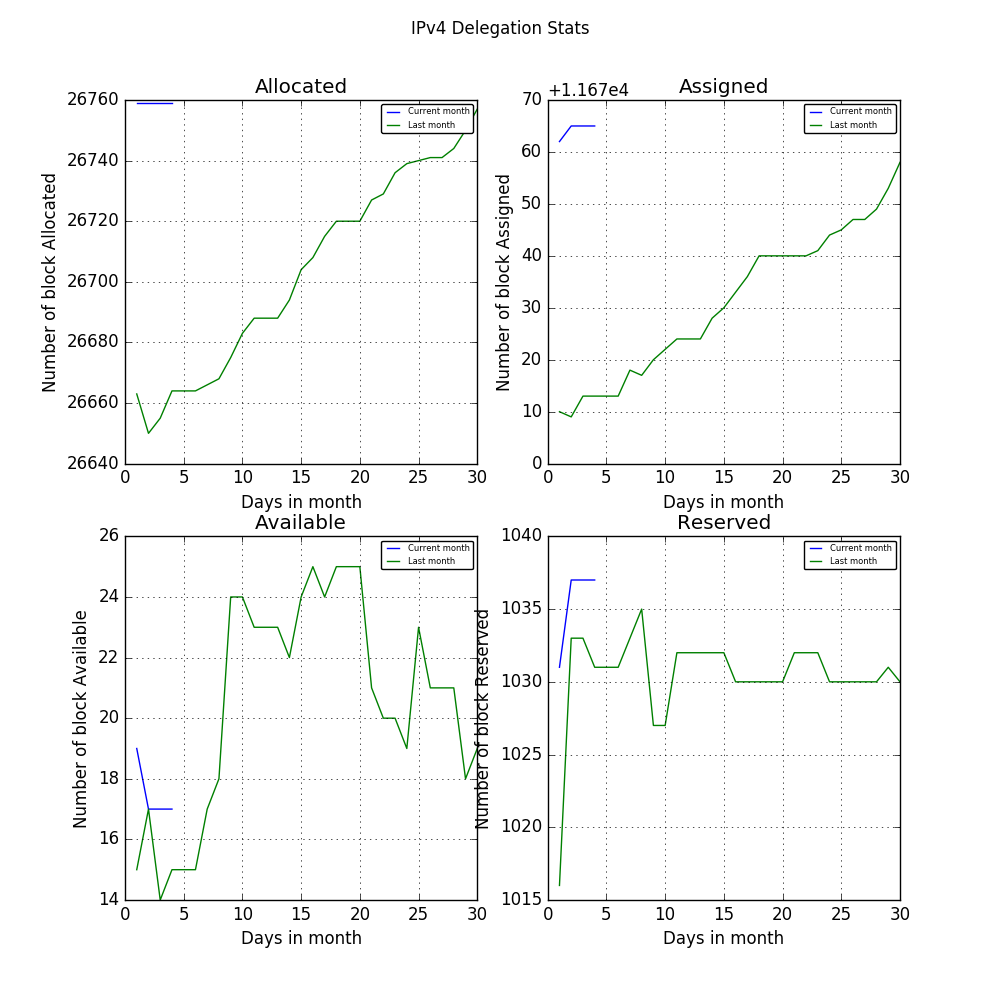 IPv4 Delegation Stats
Allocated
Number of block Allocated
26760
26740
26720
26700
26680
26660
26640
0 5 10 15 20 25 30
Days in month
Current month
Last month
Assigned
+1.167e4
Number of block Assigned
70
60
50
40
30
20
10
0
0 5 10 15 20 25 30
Days in month
Current month
Last month
Available
Number of block Available
26
24
22
20
18
16
14
0 5 10 15 20 25 30
Days in month
Current month
Last month
Reserved
Number of block Reserved
1040
1035
1030
1025
1020
1015
0 5 10 15 20 25 30
Days in month
Current month
Last month